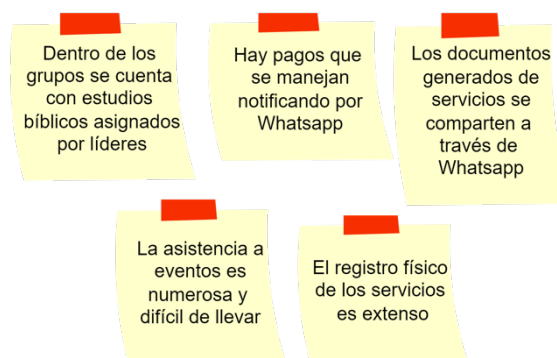 Dentro de los
grupos se cuenta
con estudios
bíblicos asignados
por líderes
Hay pagos que
se manejan
notificando por
Whatsapp
Los documentos
generados de
servicios se
comparten a
través de
Whatsapp
La asistencia a
eventos es
numerosa y
difícil de llevar
El registro físico
de los servicios
es extenso